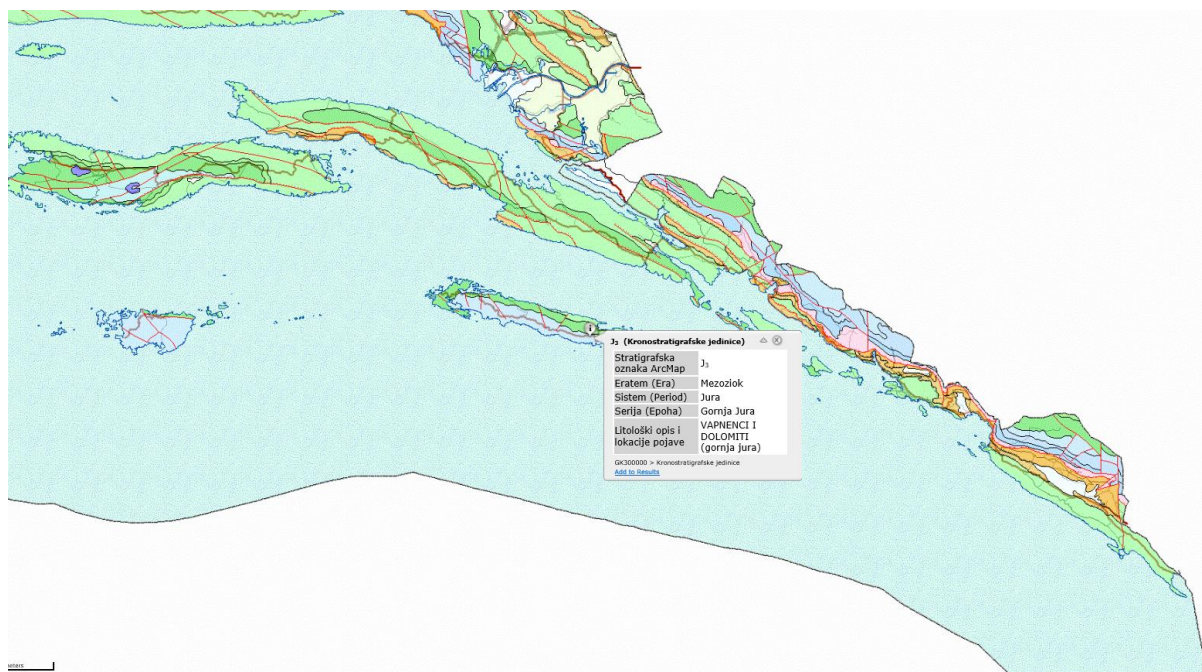 J₃ (Kronostratigrafske jedinice)
Stratigrafska
oznaka ArcMap J₃
Eratem (Era) Mezoziok
Sistem (Period) Jura
Serija (Epoha) Gornja Jura
Litološki opis i
lokacije pojave
VAPNENCI I
DOLOMITI
(gornja jura)
GK300000 > Kronostratigrafske jedinice
Add to Results